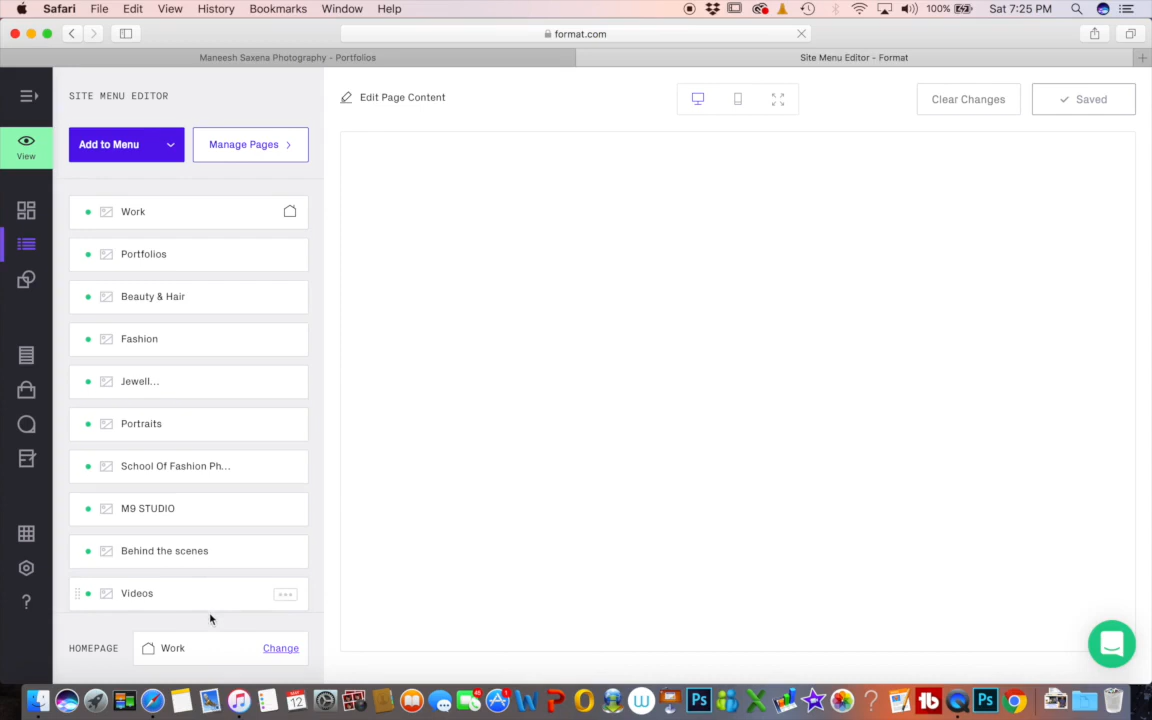 Safari File Edit View History Bookmarks Window Help 100% Sat 7:25 PM
format.com
Maneesh Saxena Photography - Portfolios Site Menu Editor - Format
SITE MENU EDITOR Edit Page Content Clear Changes Saved
View
Add to Menu Manage Pages
Work
Portfolios
Beauty & Hair
Fashion
Jewell...
Portraits
School Of Fashion Ph...
M9 STUDIO
Behind the scenes
Videos
HOMEPAGE Work Change